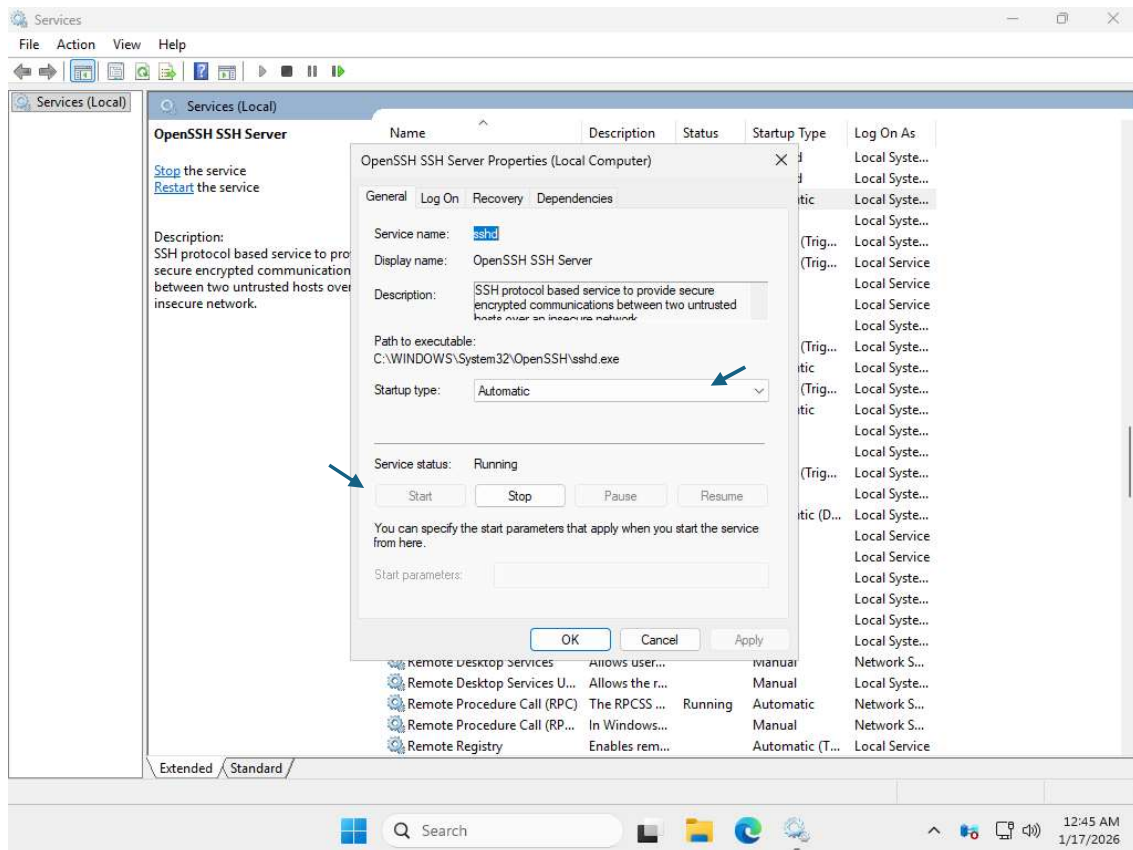 Services
File Action View Help
Services (Local)
Services (Local)
OpenSSH SSH Server
Stop the service
Restart the service
Description:
SSH protocol based service to pro
secure encrypted communication
between two untrusted hosts over
insecure network.
Name Description Status Startup Type Log On As
OpenSSH SSH Server Properties (Local Computer)
General Log On Recovery Dependencies
Service name: sshd
Display name: OpenSSH SSH Server
Description: SSH protocol based service to provide secure
encrypted communications between two untrusted
hosts over an insecure network.
Path to executable:
C:\WINDOWS\System32\OpenSSH\sshd.exe
Startup type: Automatic
Service status: Running
Start Stop Pause Resume
You can specify the start parameters that apply when you start the service
from here.
Start parameters:
OK Cancel Apply
Local Syste...
Local Syste...
tic Local Syste...
Local Syste...
(Trig... Local Syste...
(Trig... Local Service
Local Service
Local Service
Local Syste...
(Trig... Local Syste...
tic Local Syste...
(Trig... Local Syste...
tic Local Syste...
Local Syste...
Local Syste...
(Trig... Local Syste...
Local Syste...
tic (D... Local Syste...
Local Service
Local Service
Local Syste...
Local Syste...
Local Syste...
Local Syste...
Remote Desktop Services Allows user... Manual Network S...
Remote Desktop Services U... Allows the r... Manual Local Syste...
Remote Procedure Call (RPC) The RPCSS ... Running Automatic Network S...
Remote Procedure Call (RP... In Windows... Manual Network S...
Remote Registry Enables rem... Automatic (T... Local Service
Extended Standard
Search
12:45 AM
1/17/2026